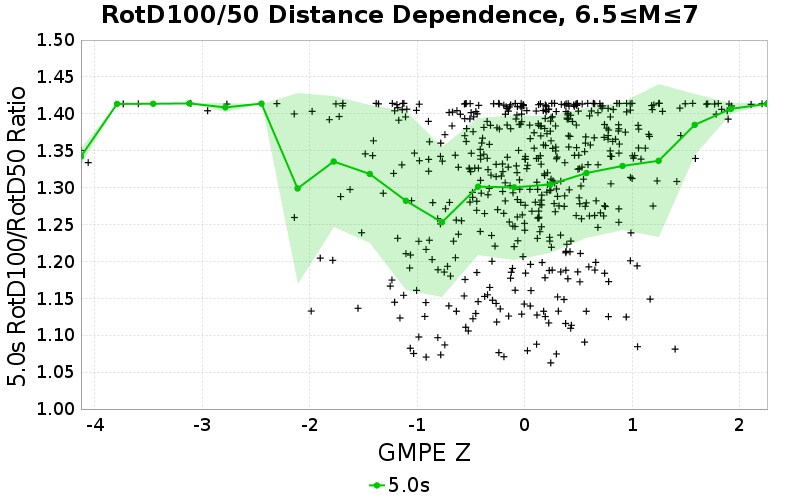 RotD100/50 Distance Dependence, 6.5≤M≤7
5.0s RotD100/RotD50 Ratio
1.50
1.45
1.40
1.35
1.30
1.25
1.20
1.15
1.10
1.05
1.00
-4 -3 -2 -1 0 1 2
GMPE Z
5.0s